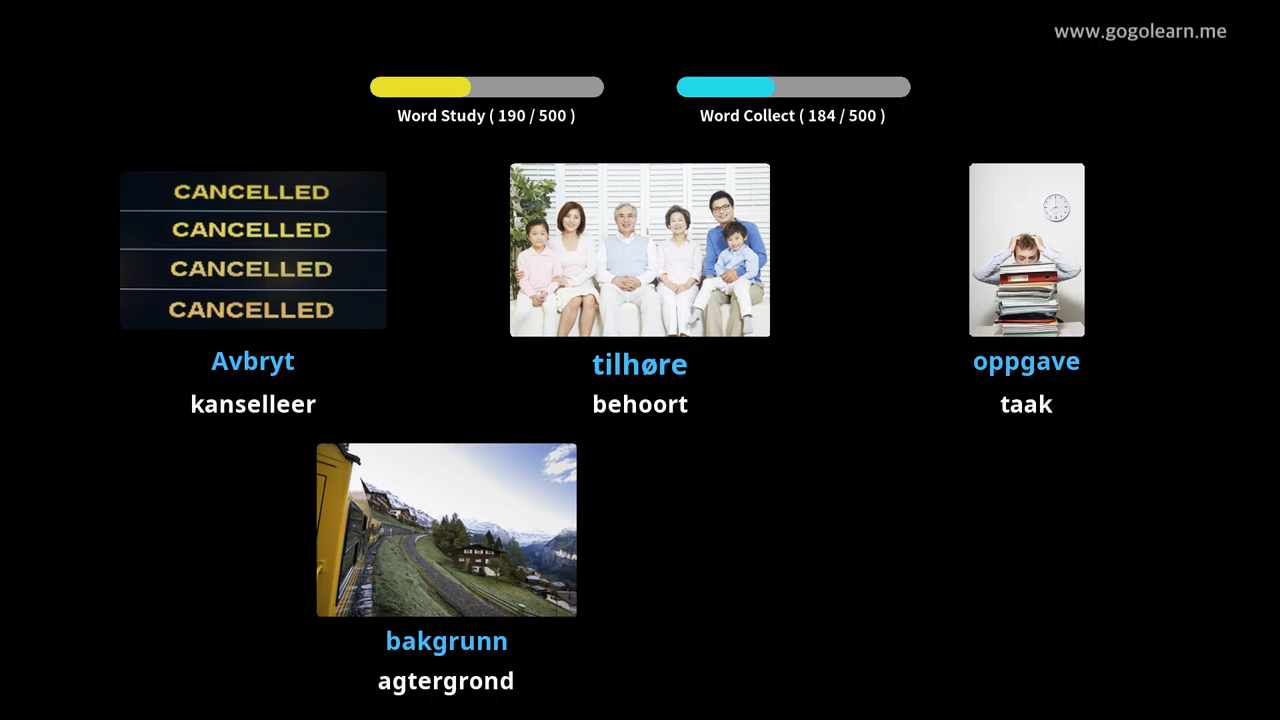 www.gogolearn.me
Word Study ( 190 / 500 )
Word Collect ( 184 / 500 )
CANCELLED
CANCELLED
CANCELLED
CANCELLED
Avbryt
kanselleer
tilhøre
behoort
oppgave
taak
bakgrunn
agtergrond